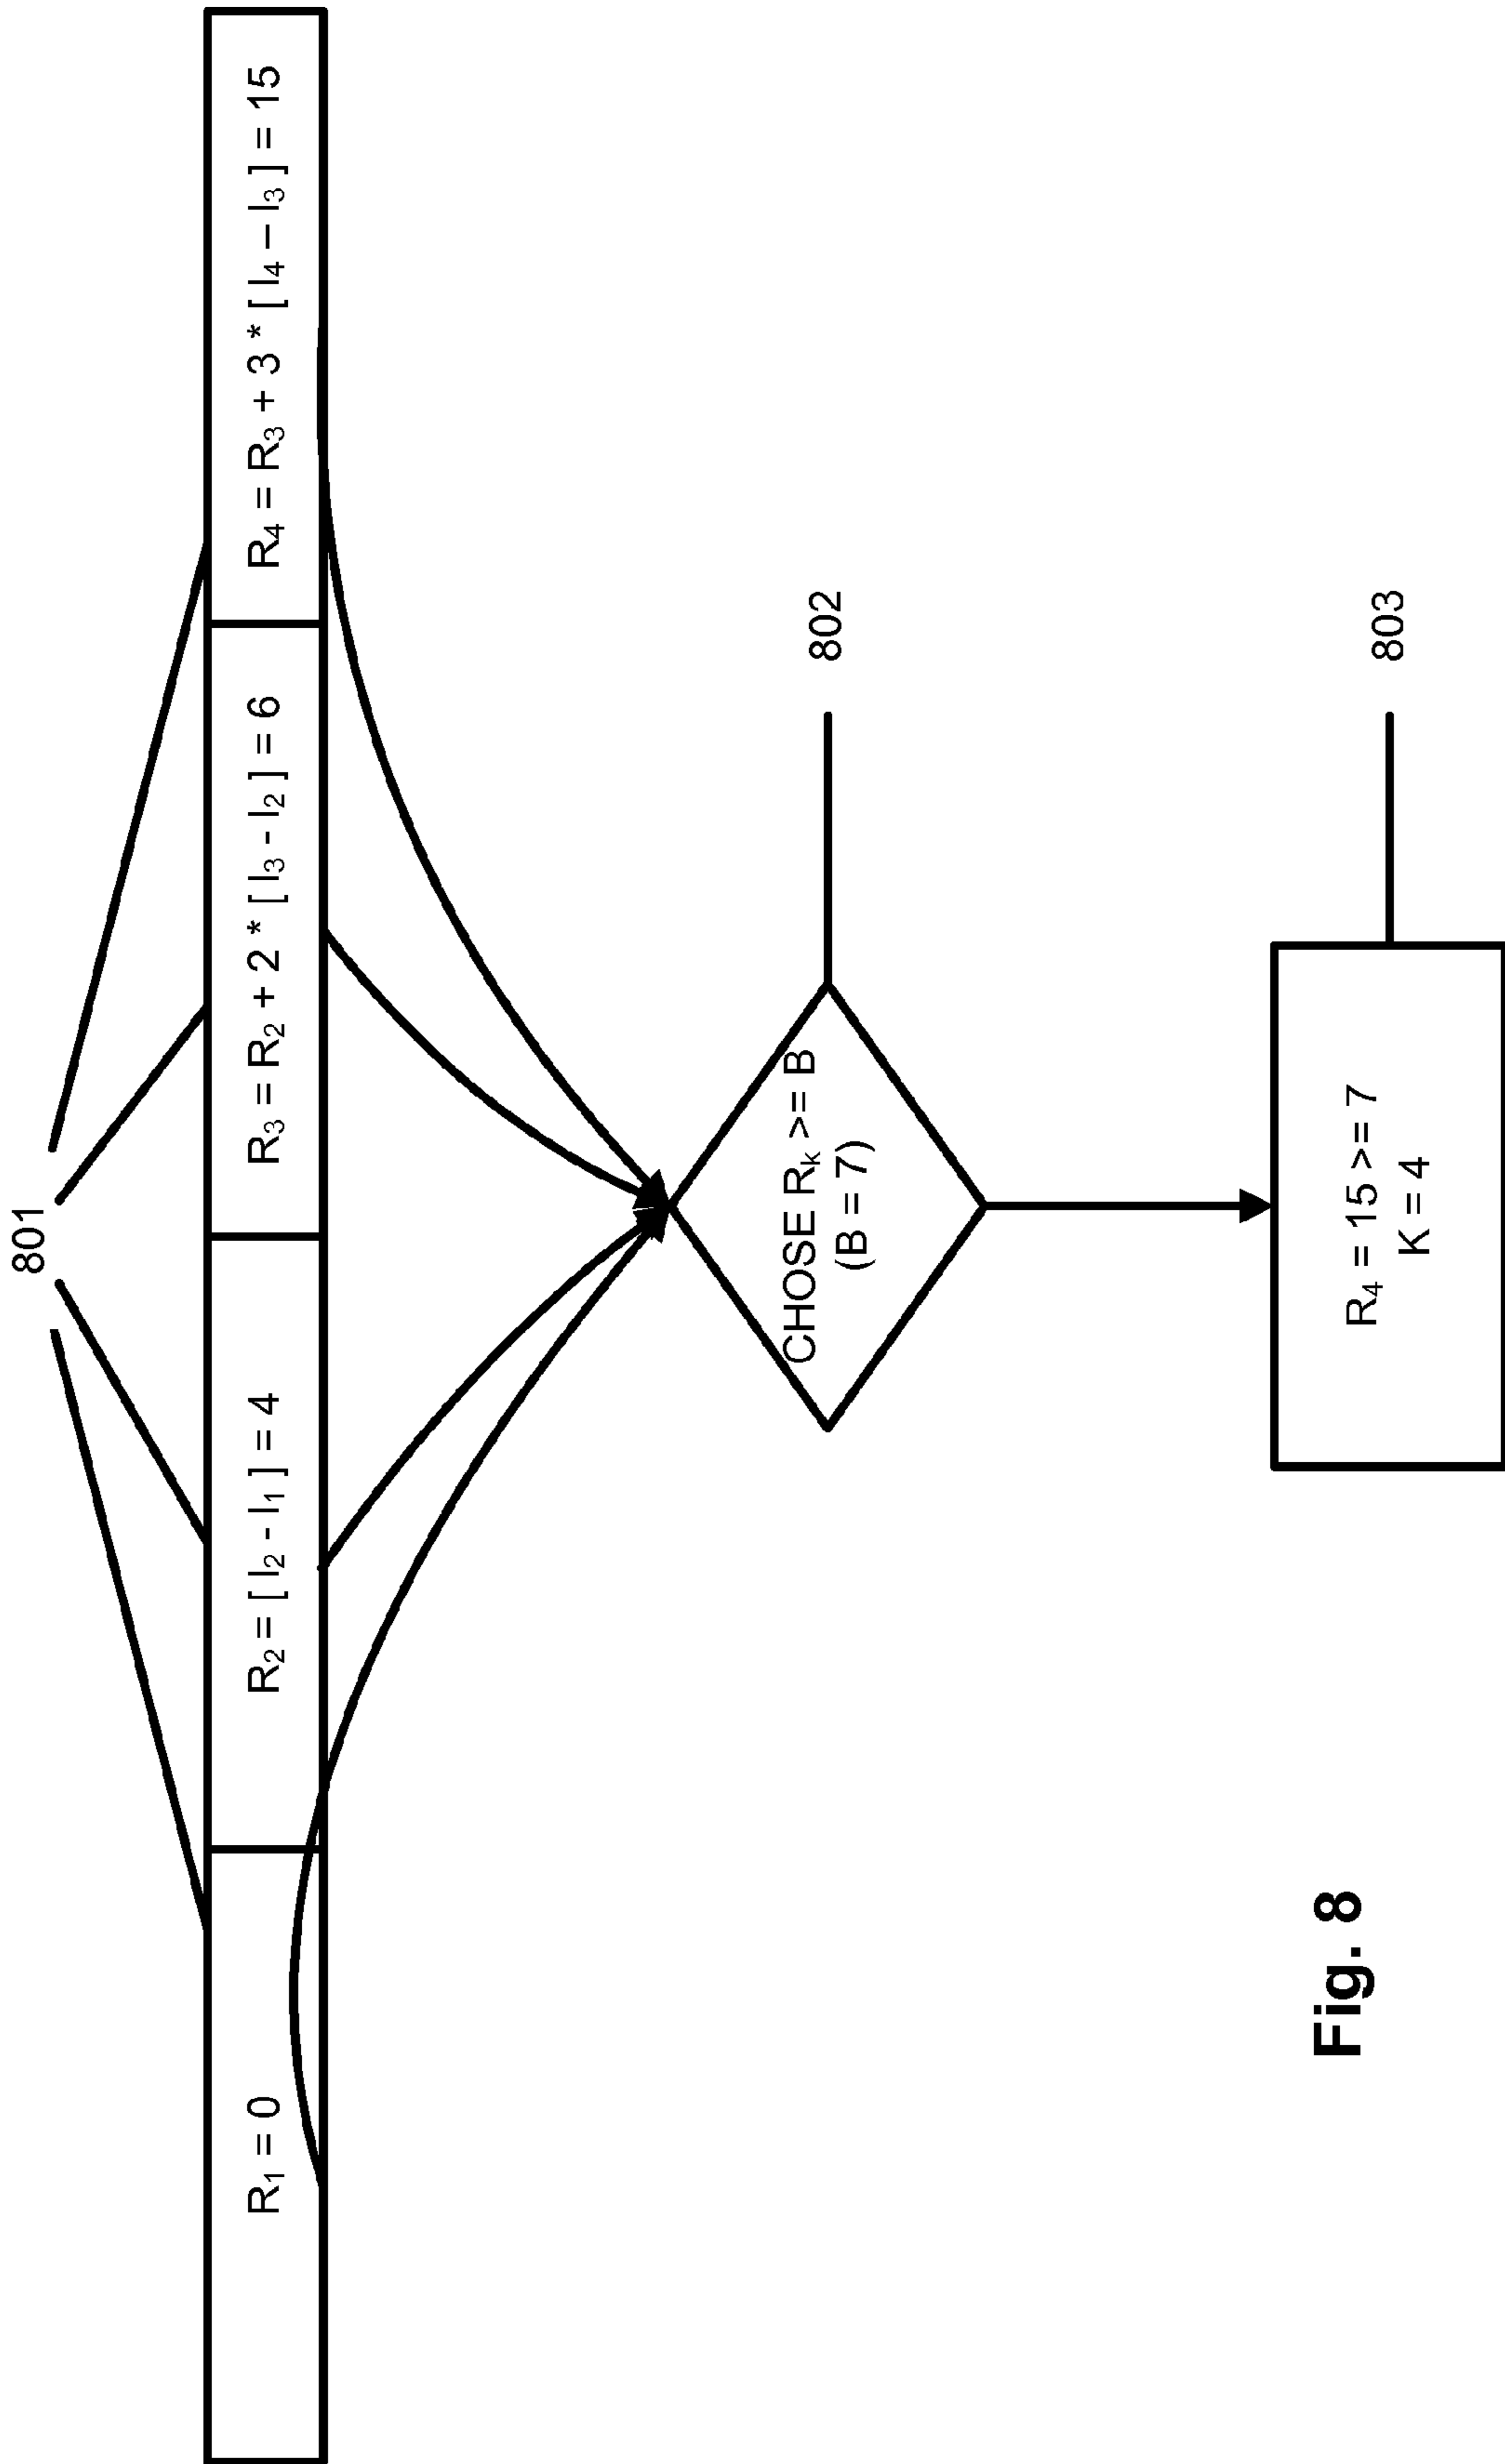 801
R₁ = 0
R₂ = [ I₂ - I₁ ] = 4
R₃ = R₂ + 2 * [ I₃ - I₂ ] = 6
R₄ = R₃ + 3 * [ I₄ – I₃ ] = 15
CHOSE Rₖ >= B
(B = 7)
802
R₄ = 15 >= 7
K = 4
803
Fig. 8